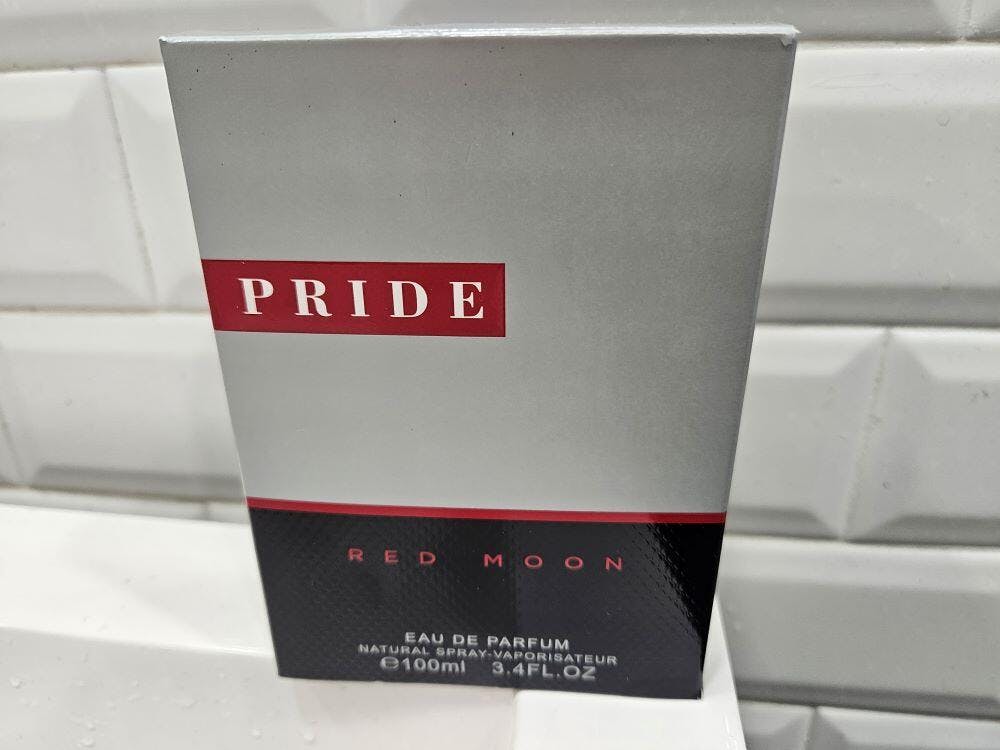 PRIDE
RED MOON
EAU DE PARFUM
NATURAL SPRAY-VAPORISATEUR
℮100ml 3.4FL.OZ